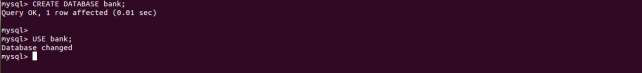 mysql> CREATE DATABASE bank;
Query OK, 1 row affected (0.01 sec)
mysql>
mysql> USE bank;
Database changed
mysql>